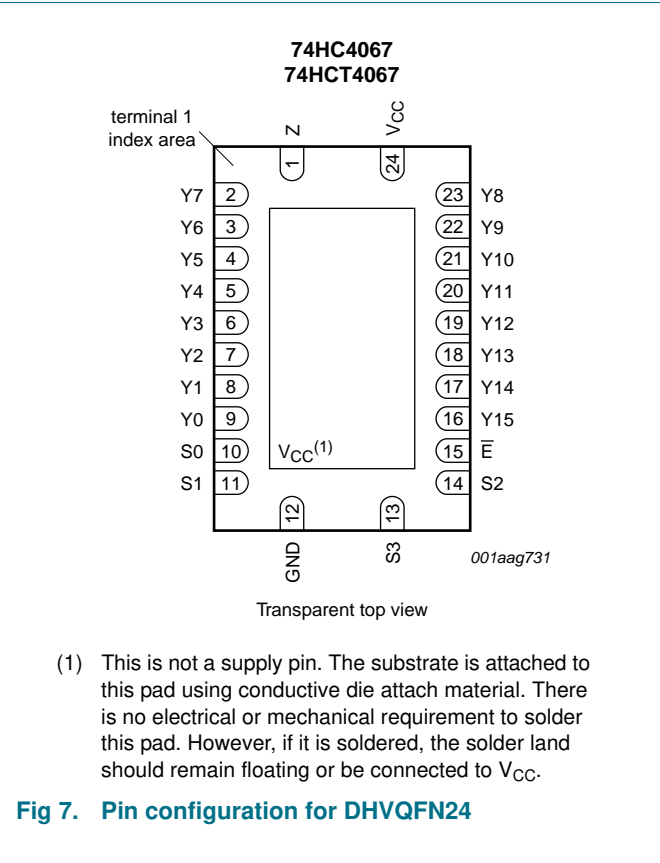 74HC4067
74HCT4067
terminal 1
index area
Z
VCC
1
24
Y7 2 23 Y8
Y6 3 22 Y9
Y5 4 21 Y10
Y4 5 20 Y11
Y3 6 19 Y12
Y2 7 18 Y13
Y1 8 17 Y14
Y0 9 16 Y15
S0 10 VCC(1) 15 E̅
S1 11 14 S2
12 13
GND S3
001aag731
Transparent top view
(1) This is not a supply pin. The substrate is attached to
this pad using conductive die attach material. There
is no electrical or mechanical requirement to solder
this pad. However, if it is soldered, the solder land
should remain floating or be connected to VCC.
Fig 7. Pin configuration for DHVQFN24